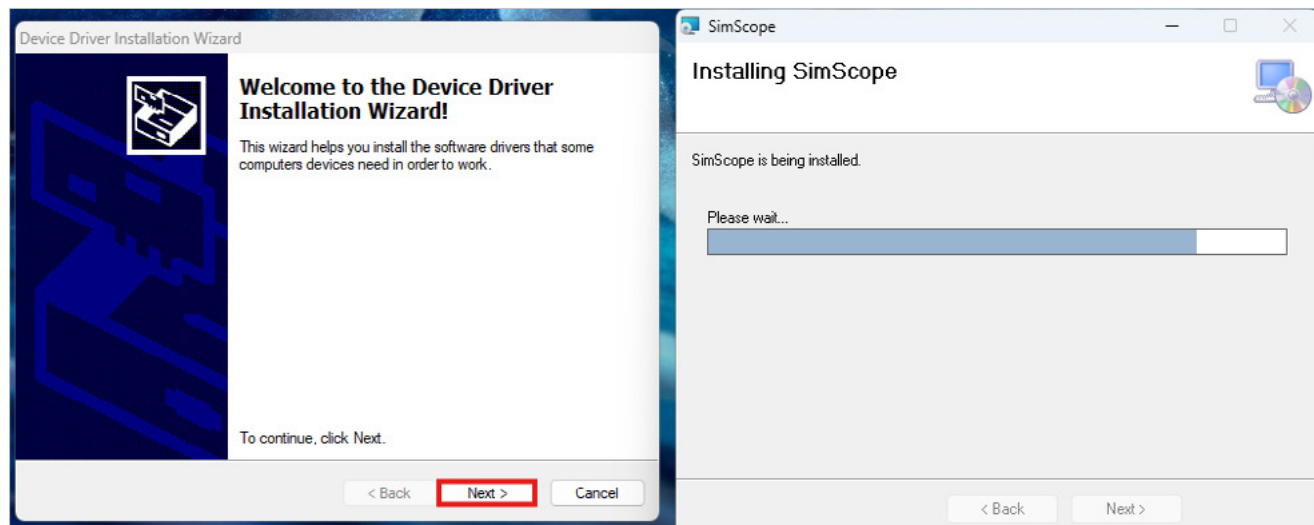 Device Driver Installation Wizard
Welcome to the Device Driver
Installation Wizard!
This wizard helps you install the software drivers that some
computers devices need in order to work.
To continue, click Next.
< Back
Next >
Cancel
SimScope
Installing SimScope
SimScope is being installed.
Please wait...
< Back
Next >